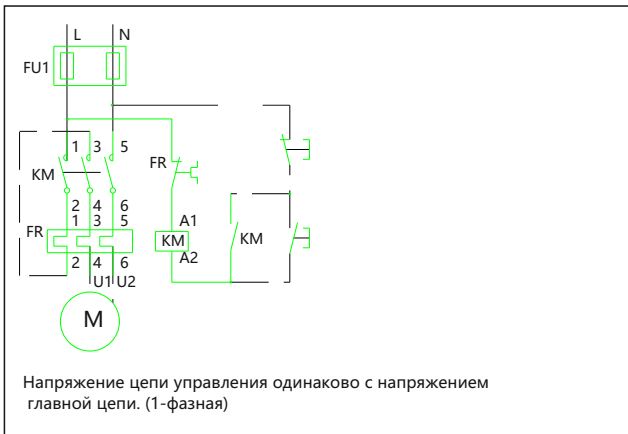 L N
FU1
1 3 5
FR
KM
2 4 6
1 3 5
A1
FR
KM
KM
A2
2 4 6
U1 U2
M
Напряжение цепи управления одинаково с напряжением
главной цепи. (1-фазная)